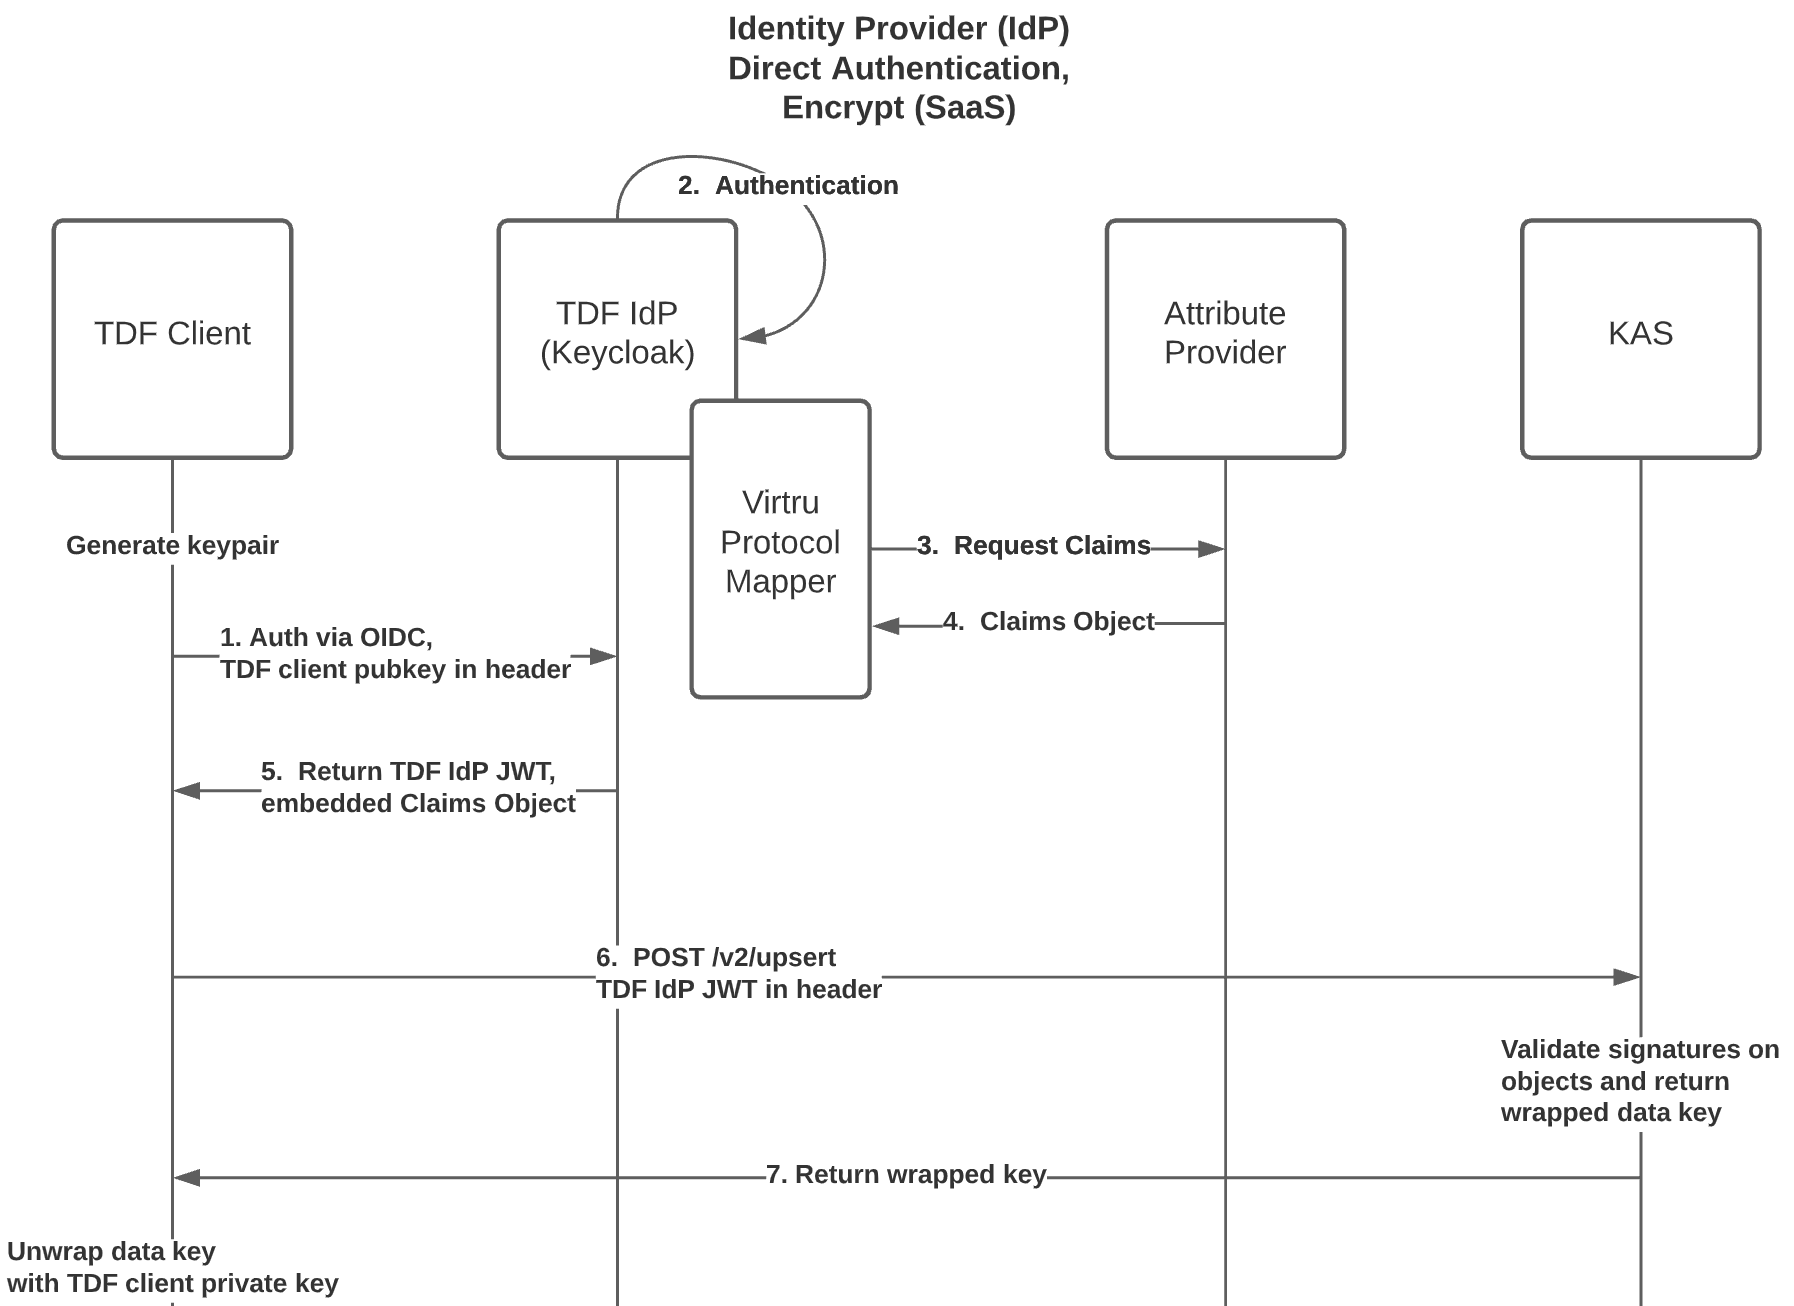 Identity Provider (IdP)
Direct Authentication,
Encrypt (SaaS)
2. Authentication
TDF Client
TDF IdP
(Keycloak)
Attribute
Provider
KAS
Virtru
Protocol
Mapper
Generate keypair
3. Request Claims
4. Claims Object
1. Auth via OIDC,
TDF client pubkey in header
5. Return TDF IdP JWT,
embedded Claims Object
6. POST /v2/upsert
TDF IdP JWT in header
Validate signatures on
objects and return
wrapped data key
7. Return wrapped key
Unwrap data key
with TDF client private key